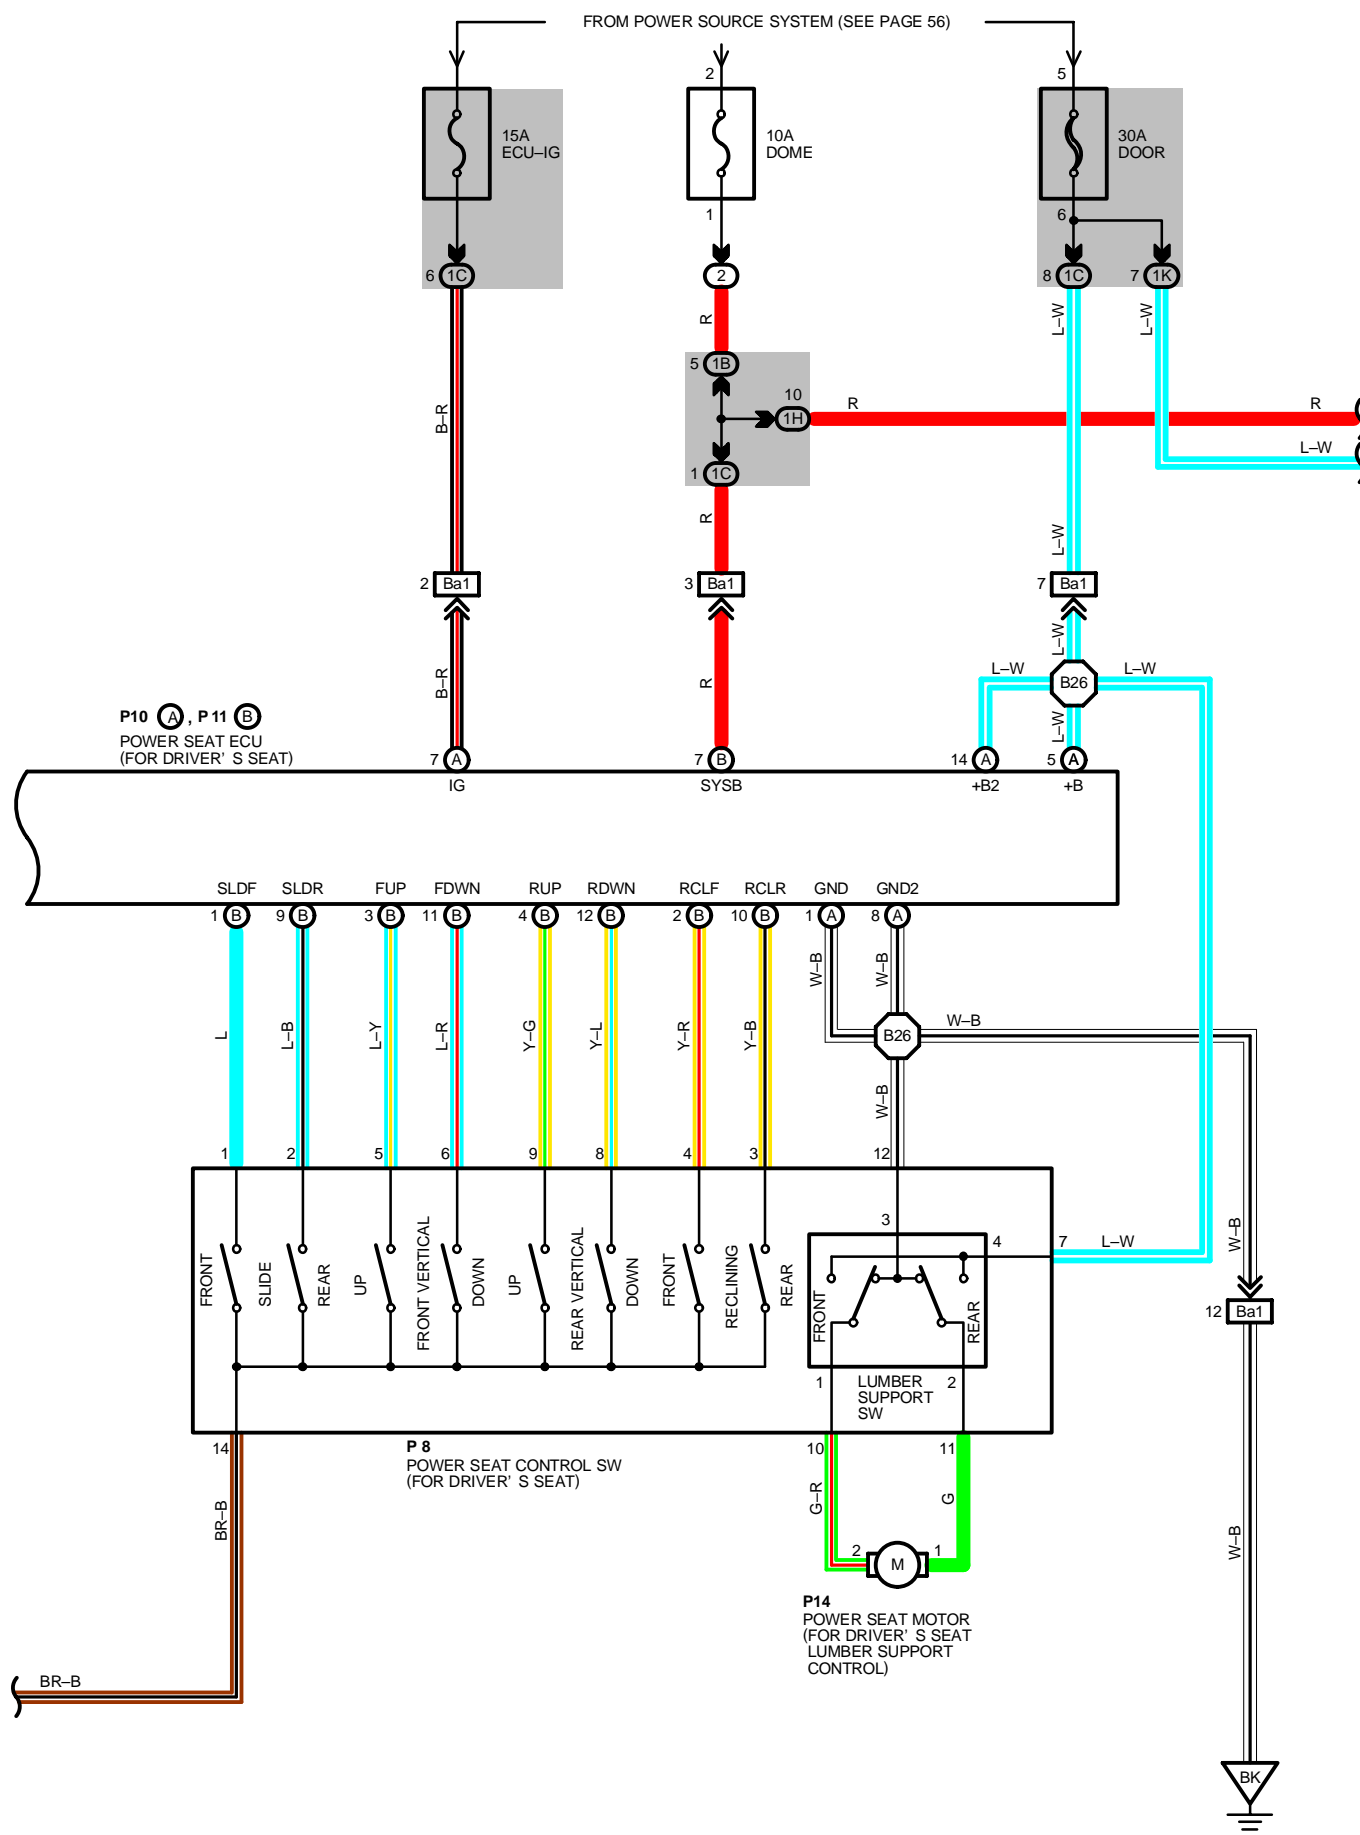 FROM POWER SOURCE SYSTEM (SEE PAGE 56)
2
5
15A
ECU–IG
10A
DOME
30A
DOOR
1
6
6 1C
2
8 1C
7 1K
R
L–W
L–W
5 1B
10
1H
R
R
B–R
L–W
1 1C
R
L–W
2 Ba1
3 Ba1
7 Ba1
L–W
B–R
R
L–W
B26
L–W
L–W
P10 A , P 11 B
POWER SEAT ECU
(FOR DRIVER' S SEAT)
7 A
7 B
14 A
5 A
IG
SYSB
+B2
+B
SLDF
SLDR
FUP
FDWN
RUP
RDWN
RCLF
RCLR
GND
GND2
1 B
9 B
3 B
11 B
4 B
12 B
2 B
10 B
1 A
8 A
W–B
W–B
L
L–B
L–Y
L–R
Y–G
Y–L
Y–R
Y–B
B26
W–B
W–B
1
2
5
6
9
8
4
3
12
3
4
7
L–W
W–B
FRONT
SLIDE
REAR
UP
FRONT VERTICAL
DOWN
UP
REAR VERTICAL
DOWN
FRONT
RECLINING
REAR
FRONT
REAR
12 Ba1
1
LUMBER
SUPPORT
SW
2
14
P 8
POWER SEAT CONTROL SW
(FOR DRIVER' S SEAT)
10
11
BR–B
G–R
G
W–B
2
M
1
P14
POWER SEAT MOTOR
(FOR DRIVER' S SEAT
LUMBER SUPPORT
CONTROL)
BR–B
BK